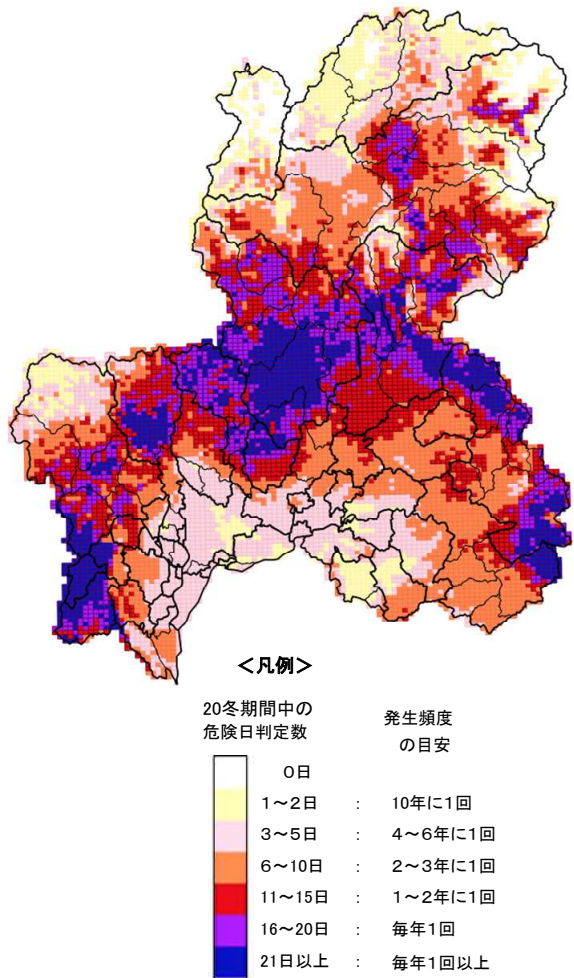 ＜凡例＞
20冬期間中の 発生頻度
危険日判定数 の目安
０日
１～２日 ： 10年に１回
３～５日 ： ４～６年に１回
６～10日 ： ２～３年に１回
11～15日 ： １～２年に１回
16～20日 ： 毎年１回
21日以上 ： 毎年１回以上